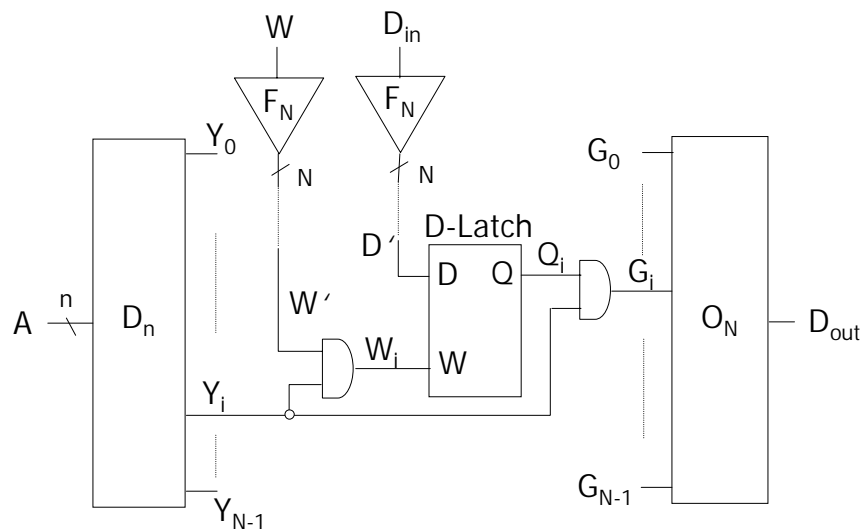 W
D_in
F_N
F_N
Y_0
N
N
G_0
D-Latch
D′
D
Q
Q_i
G_i
W′
n
A
D_n
O_N
D_out
W_i
W
Y_i
Y_N-1
G_N-1